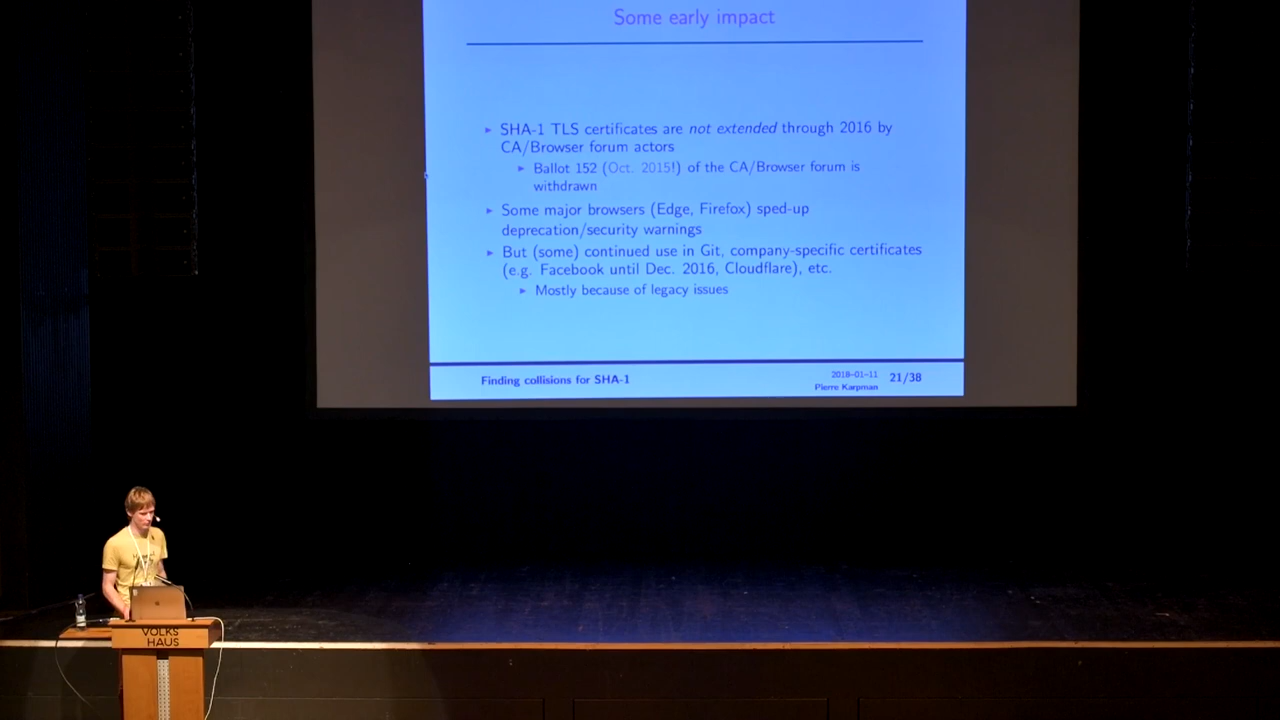 Some early impact
▶ SHA-1 TLS certificates are not extended through 2016 by
CA/Browser forum actors
▶ Ballot 152 (Oct. 2015!) of the CA/Browser forum is
withdrawn
▶ Some major browsers (Edge, Firefox) sped-up
deprecation/security warnings
▶ But (some) continued use in Git, company-specific certificates
(e.g. Facebook until Dec. 2016, Cloudflare), etc.
▶ Mostly because of legacy issues
Finding collisions for SHA-1
2018-01-11
Pierre Karpman
21/38
VOLKS
HAUS